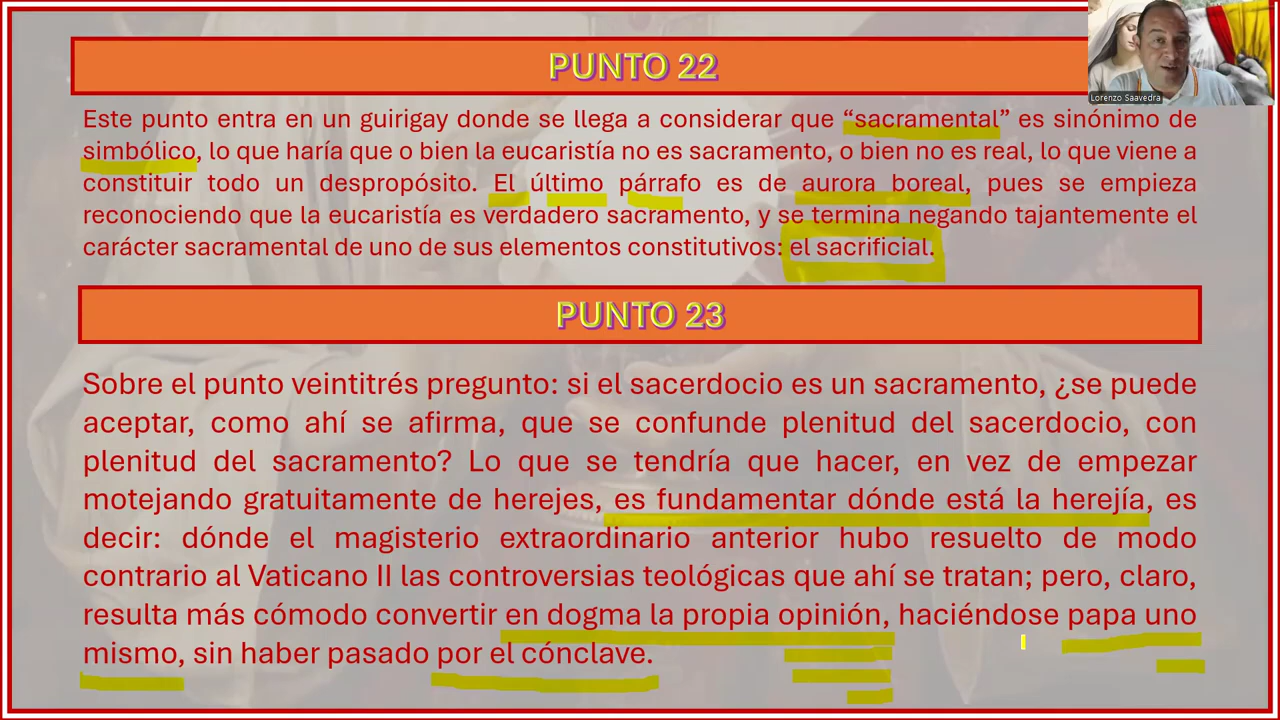 PUNTO 22
Lorenzo Saavedra
Este punto entra en un guirigay donde se llega a considerar que “sacramental” es sinónimo de
simbólico, lo que haría que o bien la eucaristía no es sacramento, o bien no es real, lo que viene a
constituir todo un despropósito. El último párrafo es de aurora boreal, pues se empieza
reconociendo que la eucaristía es verdadero sacramento, y se termina negando tajantemente el
carácter sacramental de uno de sus elementos constitutivos: el sacrificial.
PUNTO 23
Sobre el punto veintitrés pregunto: si el sacerdocio es un sacramento, ¿se puede
aceptar, como ahí se afirma, que se confunde plenitud del sacerdocio, con
plenitud del sacramento? Lo que se tendría que hacer, en vez de empezar
motejando gratuitamente de herejes, es fundamentar dónde está la herejía, es
decir: dónde el magisterio extraordinario anterior hubo resuelto de modo
contrario al Vaticano II las controversias teológicas que ahí se tratan; pero, claro,
resulta más cómodo convertir en dogma la propia opinión, haciéndose papa uno
mismo, sin haber pasado por el cónclave.